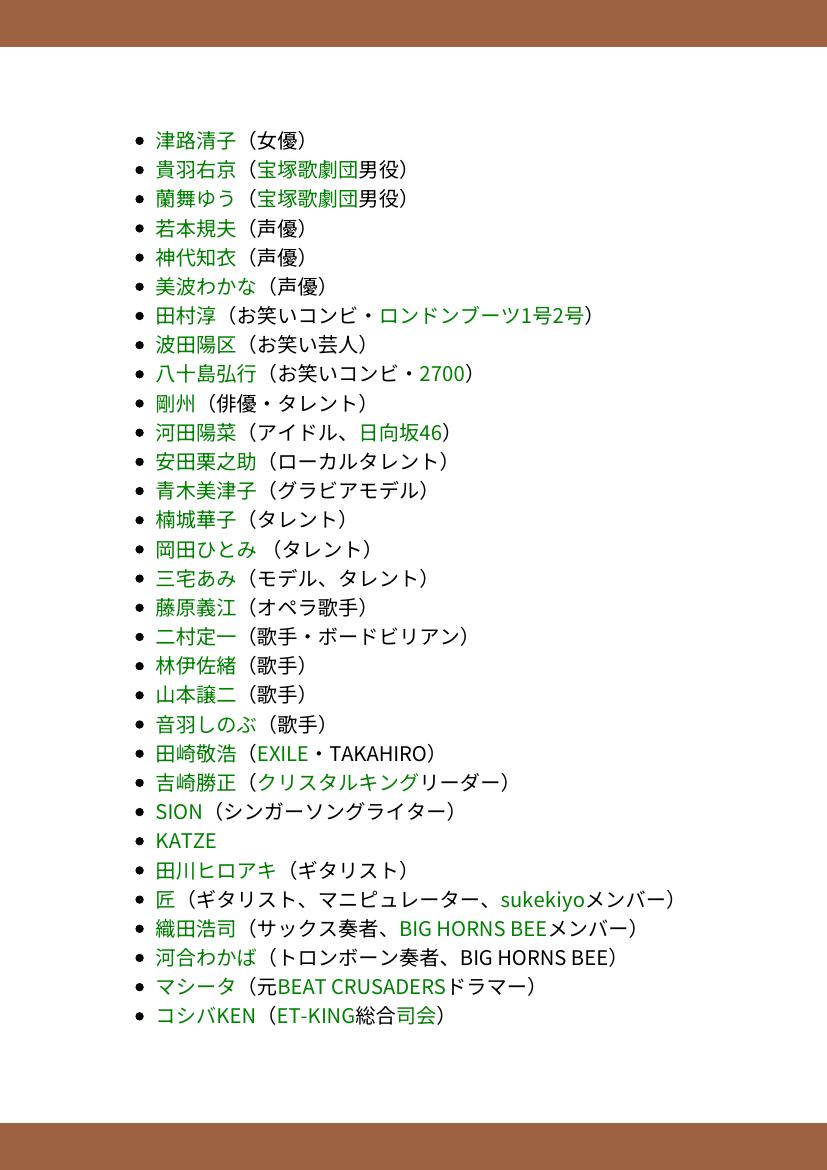 津路清子（女優）
貴羽右京（宝塚歌劇団男役）
蘭舞ゆう（宝塚歌劇団男役）
若本規夫（声優）
神代知衣（声優）
美波わかな（声優）
田村淳（お笑いコンビ・ロンドンブーツ1号2号）
波田陽区（お笑い芸人）
八十島弘行（お笑いコンビ・2700）
剛州（俳優・タレント）
河田陽菜（アイドル、日向坂46）
安田栗之助（ローカルタレント）
青木美津子（グラビアモデル）
楠城華子（タレント）
岡田ひとみ （タレント）
三宅あみ（モデル、タレント）
藤原義江（オペラ歌手）
二村定一（歌手・ボードビリアン）
林伊佐緒（歌手）
山本譲二（歌手）
音羽しのぶ（歌手）
田崎敬浩（EXILE・TAKAHIRO）
吉崎勝正（クリスタルキングリーダー）
SION（シンガーソングライター）
KATZE
田川ヒロアキ（ギタリスト）
匠（ギタリスト、マニピュレーター、sukekiyoメンバー）
織田浩司（サックス奏者、BIG HORNS BEEメンバー）
河合わかば（トロンボーン奏者、BIG HORNS BEE）
マシータ（元BEAT CRUSADERSドラマー）
コシバKEN（ET-KING総合司会）